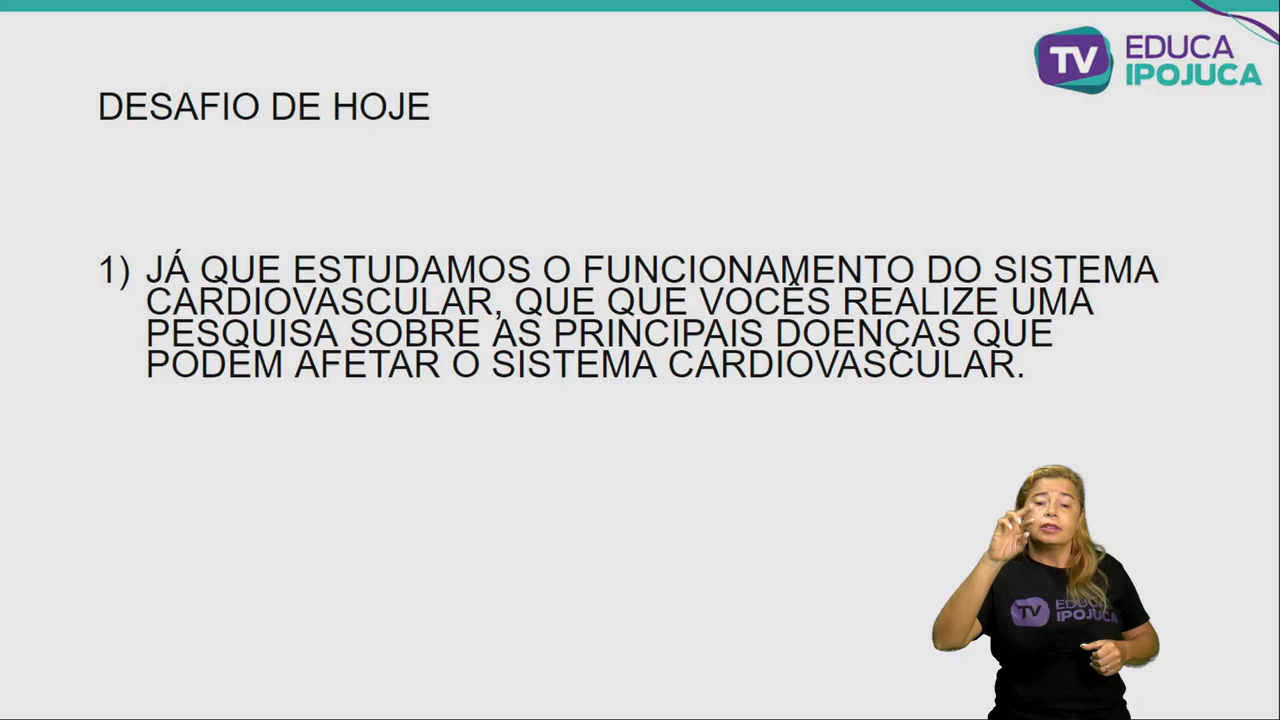 TV EDUCA
IPOJUCA
DESAFIO DE HOJE
1) JÁ QUE ESTUDAMOS O FUNCIONAMENTO DO SISTEMA
CARDIOVASCULAR, QUE QUE VOCÊS REALIZE UMA
PESQUISA SOBRE AS PRINCIPAIS DOENÇAS QUE
PODEM AFETAR O SISTEMA CARDIOVASCULAR.
TV EDUCA
IPOJUCA